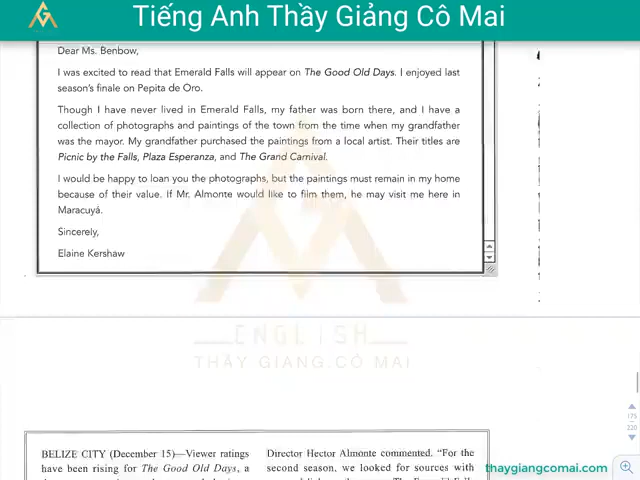 Tiếng Anh Thầy Giảng Cô Mai
Dear Ms. Benbow,
I was excited to read that Emerald Falls will appear on The Good Old Days. I enjoyed last
season's finale on Pepita de Oro.
Though I have never lived in Emerald Falls, my father was born there, and I have a
collection of photographs and paintings of the town from the time when my grandfather
was the mayor. My grandfather purchased the paintings from a local artist. Their titles are
Picnic by the Falls, Plaza Esperanza, and The Grand Carnival.
I would be happy to loan you the photographs, but the paintings must remain in my home
because of their value. If Mr. Almonte would like to film them, he may visit me here in
Maracuyá.
Sincerely,
Elaine Kershaw
ENGLISH
THẦY GIẢNG.CÔ MAI
175
220
BELIZE CITY (December 15)—Viewer ratings
have been rising for The Good Old Days, a
Director Hector Almonte commented. "For the
second season, we looked for sources with
thaygiangcomai.com